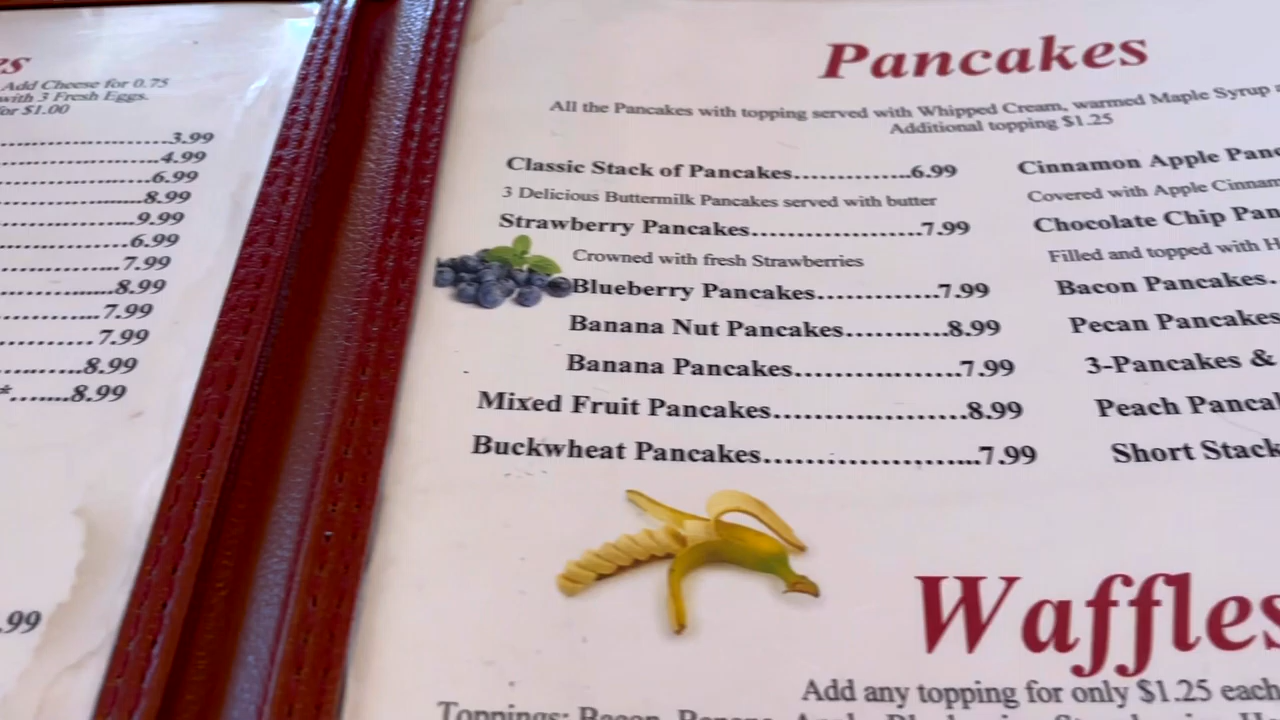 Add Cheese for 0.75
with 3 Fresh Eggs.
for $1.00
3.99
4.99
6.99
8.99
9.99
6.99
7.99
8.99
7.99
7.99
8.99
*.......8.99
.99
Pancakes
All the Pancakes with topping served with Whipped Cream, warmed Maple Syrup
Additional topping $1.25
Classic Stack of Pancakes..............6.99
3 Delicious Buttermilk Pancakes served with butter
Strawberry Pancakes.....................7.99
Crowned with fresh Strawberries
Blueberry Pancakes...............7.99
Banana Nut Pancakes.............8.99
Banana Pancakes....................7.99
Mixed Fruit Pancakes.......................8.99
Buckwheat Pancakes.........................7.99
Cinnamon Apple
Covered with Apple
Chocolate Chip
Filled and topped with
Bacon Pancakes.
Pecan Pancakes
3-Pancakes &
Peach
Short Stack
Waffles
Add any topping for only $1.25 each
Toppings: Bacon, Banana,